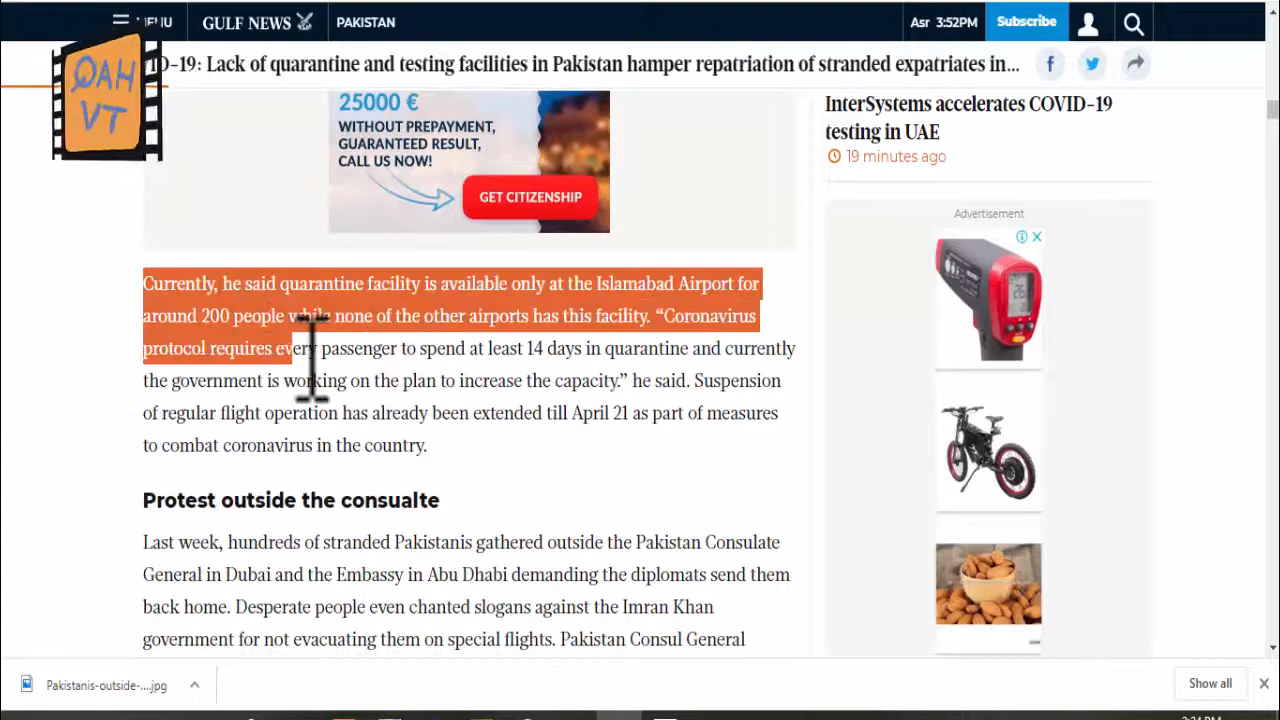 MENU
GULF NEWS
PAKISTAN
Asr 3:52PM
Subscribe
OAH
VT
D-19: Lack of quarantine and testing facilities in Pakistan hamper repatriation of stranded expatriates in...
25000 €
WITHOUT PREPAYMENT,
GUARANTEED RESULT,
CALL US NOW!
GET CITIZENSHIP
InterSystems accelerates COVID-19
testing in UAE
19 minutes ago
Advertisement
Currently, he said quarantine facility is available only at the Islamabad Airport for
around 200 people while none of the other airports has this facility. “Coronavirus
protocol requires every passenger to spend at least 14 days in quarantine and currently
the government is working on the plan to increase the capacity.” he said. Suspension
of regular flight operation has already been extended till April 21 as part of measures
to combat coronavirus in the country.
Protest outside the consualte
Last week, hundreds of stranded Pakistanis gathered outside the Pakistan Consulate
General in Dubai and the Embassy in Abu Dhabi demanding the diplomats send them
back home. Desperate people even chanted slogans against the Imran Khan
government for not evacuating them on special flights. Pakistan Consul General
Pakistanis-outside-....jpg
Show all